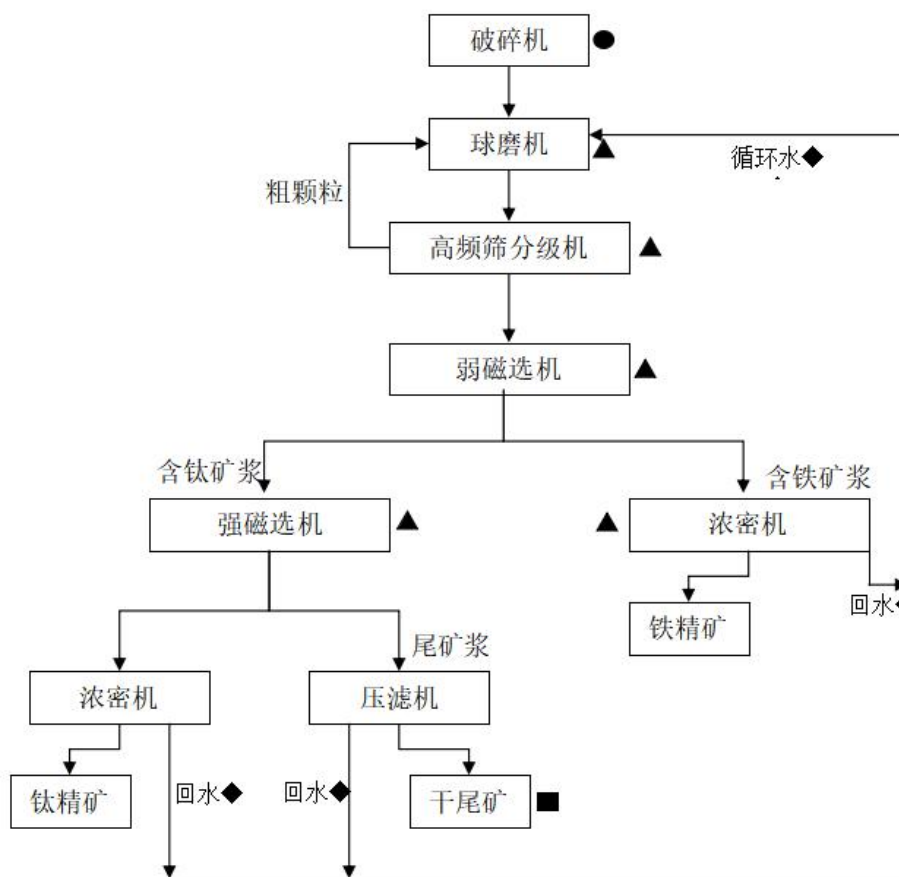 破碎机
球磨机
循环水
粗颗粒
高频筛分级机
弱磁选机
含钛矿浆
含铁矿浆
强磁选机
浓密机
回水
铁精矿
尾矿浆
浓密机
压滤机
钛精矿
回水
回水
干尾矿